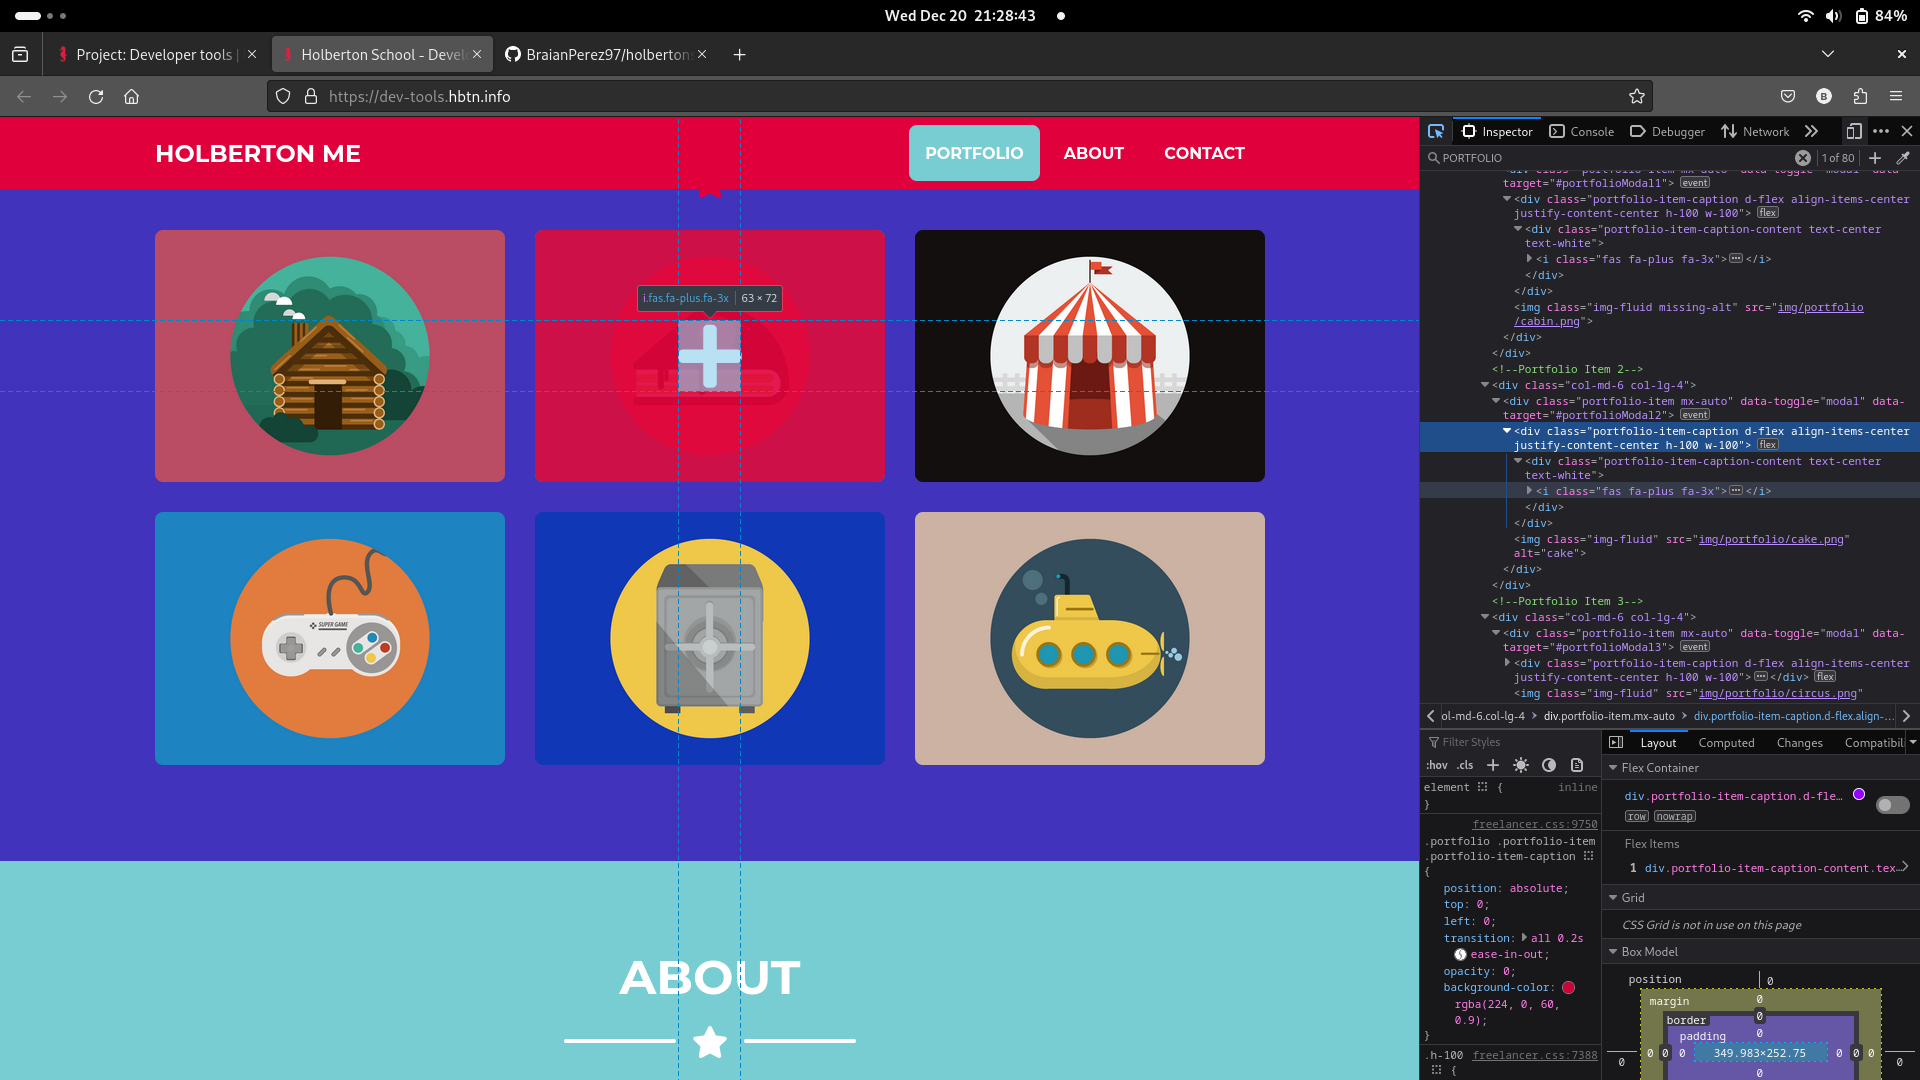 Wed Dec 20 21:28:43
84%
Project: Developer tools |
Holberton School - Devel
BraianPerez97/holberton
https://dev-tools.hbtn.info
B
HOLBERTON ME
PORTFOLIO
ABOUT
CONTACT
i.fas.fa-plus.fa-3x
63 × 72
SUPER GAME
ABOUT
Inspector
Console
Debugger
Network
PORTFOLIO
1 of 80
target="#portfolioModal1"> event
<div class="portfolio-item-caption d-flex align-items-center
justify-content-center h-100 w-100"> flex
<div class="portfolio-item-caption-content text-center
text-white">
<i class="fas fa-plus fa-3x">⋯</i>
</div>
</div>
<img class="img-fluid missing-alt" src="img/portfolio
/cabin.png">
</div>
</div>
<!--Portfolio Item 2-->
<div class="col-md-6 col-lg-4">
<div class="portfolio-item mx-auto" data-toggle="modal" data-
target="#portfolioModal2"> event
<div class="portfolio-item-caption d-flex align-items-center
justify-content-center h-100 w-100"> flex
<div class="portfolio-item-caption-content text-center
text-white">
<i class="fas fa-plus fa-3x">⋯</i>
</div>
</div>
<img class="img-fluid" src="img/portfolio/cake.png"
alt="cake">
</div>
</div>
<!--Portfolio Item 3-->
<div class="col-md-6 col-lg-4">
<div class="portfolio-item mx-auto" data-toggle="modal" data-
target="#portfolioModal3"> event
<div class="portfolio-item-caption d-flex align-items-center
justify-content-center h-100 w-100">⋯</div> flex
<img class="img-fluid" src="img/portfolio/circus.png"
ol-md-6.col-lg-4 > div.portfolio-item.mx-auto > div.portfolio-item-caption.d-flex.align-…
Filter Styles
:hov .cls
element { inline
}
freelancer.css:9750
.portfolio .portfolio-item
.portfolio-item-caption
{
position: absolute;
top: 0;
left: 0;
transition: all 0.2s
ease-in-out;
opacity: 0;
background-color:
rgba(224, 0, 60,
0.9);
}
.h-100 freelancer.css:7388
{
Layout
Computed
Changes
Compatibil
Flex Container
div.portfolio-item-caption.d-fle…
row nowrap
Flex Items
1 div.portfolio-item-caption-content.tex…
Grid
CSS Grid is not in use on this page
Box Model
position 0
margin 0
border 0
padding 0
0 0 0 0 349.983×252.75 0 0 0 0
0